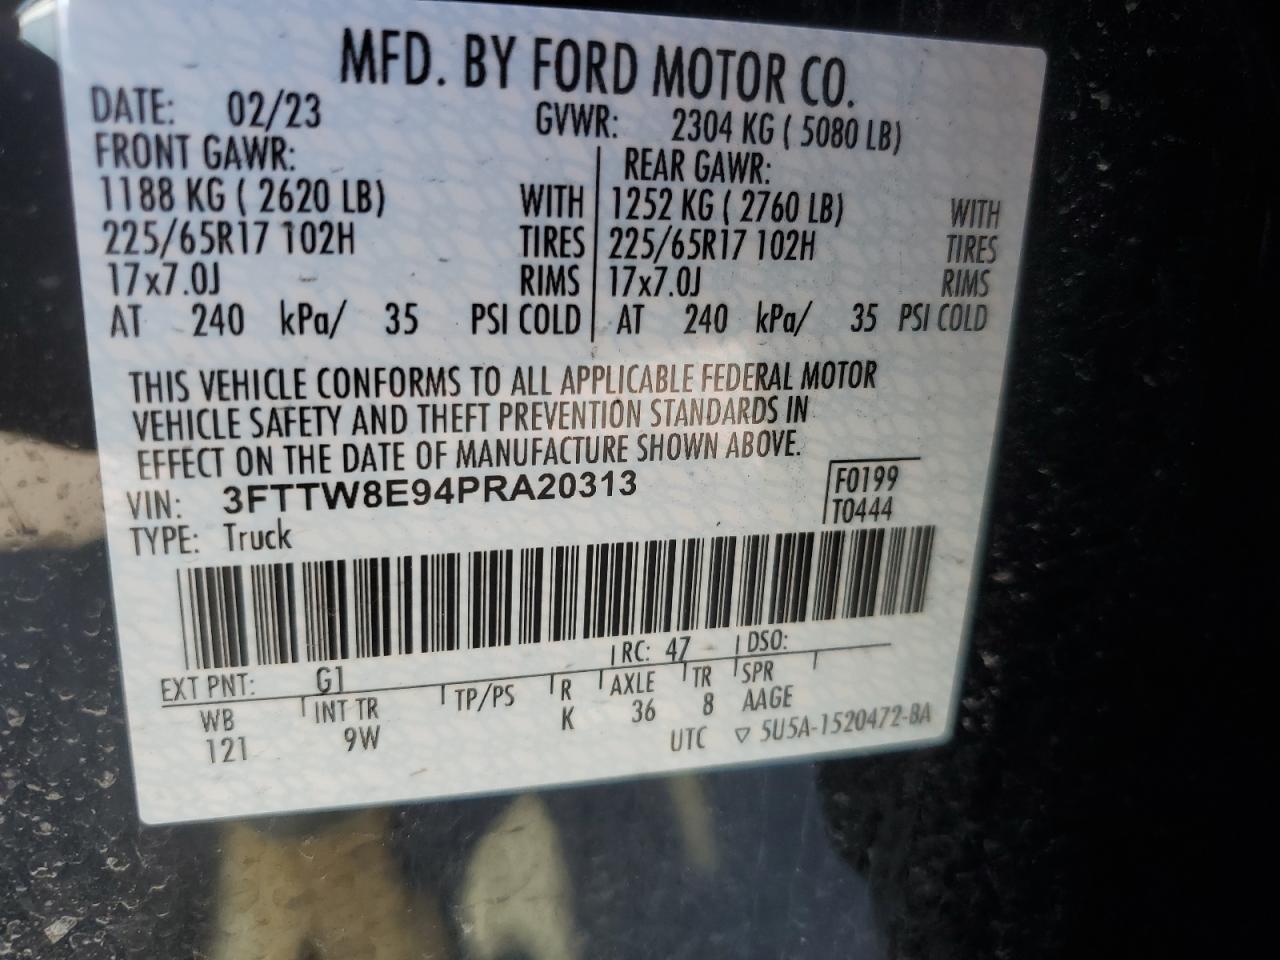 MFD. BY FORD MOTOR CO.
DATE: 02/23 GVWR: 2304 KG ( 5080 LB)
FRONT GAWR: REAR GAWR:
1188 KG ( 2620 LB) WITH 1252 KG ( 2760 LB) WITH
225/65R17 102H TIRES 225/65R17 102H TIRES
17x7.0J RIMS 17x7.0J RIMS
AT 240 kPa/ 35 PSI COLD AT 240 kPa/ 35 PSI COLD
THIS VEHICLE CONFORMS TO ALL APPLICABLE FEDERAL MOTOR
VEHICLE SAFETY AND THEFT PREVENTION STANDARDS IN
EFFECT ON THE DATE OF MANUFACTURE SHOWN ABOVE.
VIN: 3FTTW8E94PRA20313 F0199
TYPE: Truck T0444
EXT PNT: G1 RC: 47 DSO:
WB INT TR TP/PS R AXLE TR SPR
121 9W K 36 8 AAGE
UTC ▽ 5U5A-1520472-BA